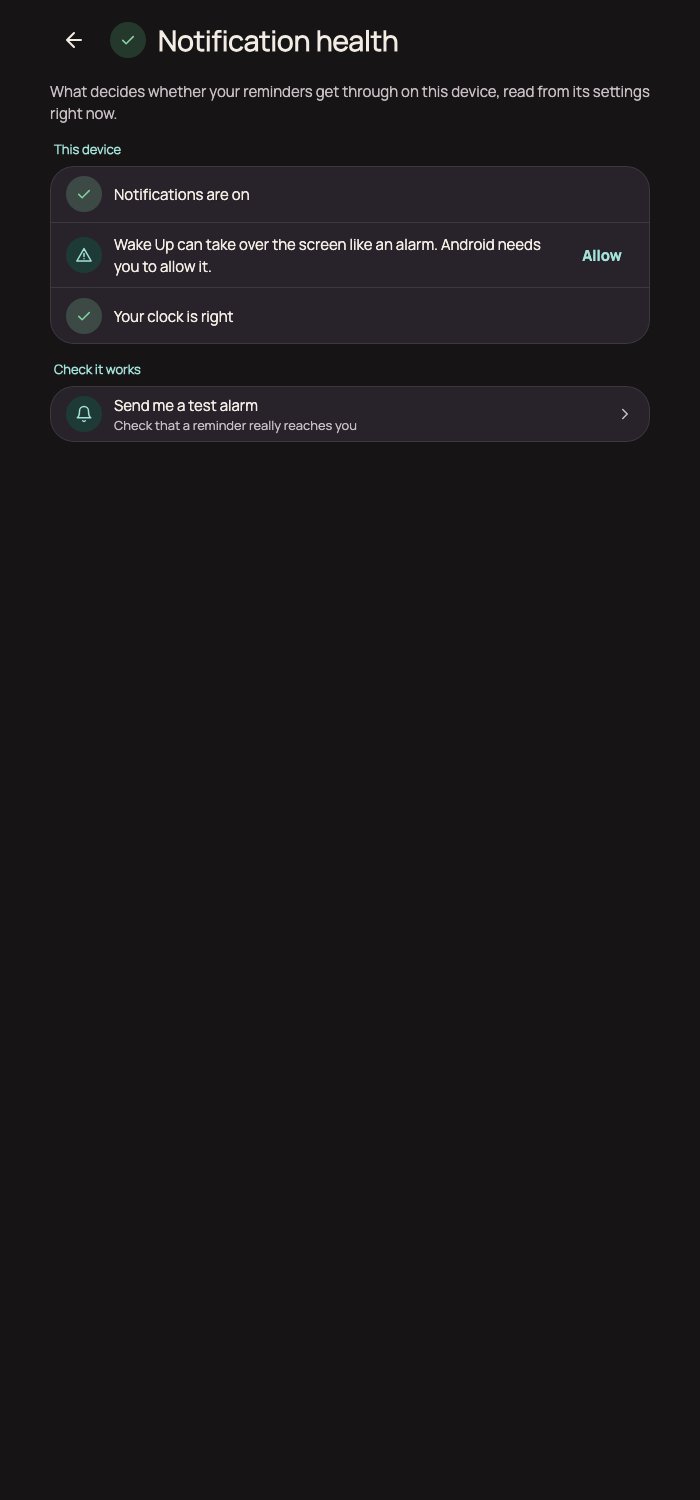 Notification health
What decides whether your reminders get through on this device, read from its settings
right now.
This device
Notifications are on
Wake Up can take over the screen like an alarm. Android needs
you to allow it.
Allow
Your clock is right
Check it works
Send me a test alarm
Check that a reminder really reaches you